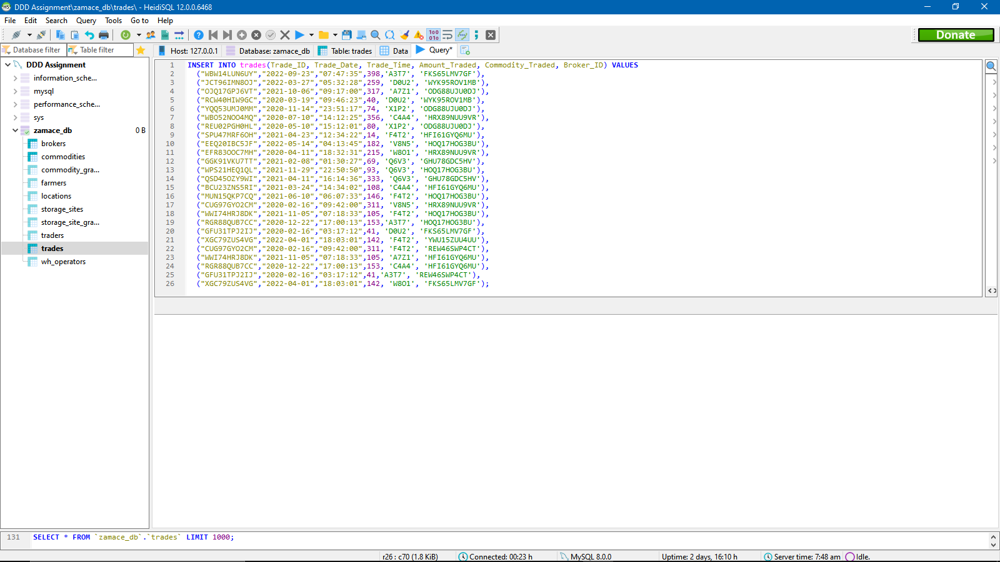 DDD Assignment\zamace_db\trades\ - HeidiSQL 12.0.0.6468
File Edit Search Query Tools Go to Help
Donate
Database filter Table filter
Host: 127.0.0.1 Database: zamace_db Table: trades Data Query*
DDD Assignment
information_sche...
mysql
performance_sche...
sys
zamace_db 0 B
brokers
commodities
commodity_gra...
farmers
locations
storage_sites
storage_site_gra...
traders
trades
wh_operators
1 INSERT INTO trades(Trade_ID, Trade_Date, Trade_Time, Amount_Traded, Commodity_Traded, Broker_ID) VALUES
2 ("WBW14LUN6UY","2022-09-23","07:47:35",398,'A3T7', 'FKS65LMV7GF'),
3 ("JCT96IMN8OJ","2022-03-27","05:32:28",259, 'D0U2', 'WYK95ROV1MB'),
4 ("OJQ17GPJ6VT","2021-10-06","09:17:00",317, 'A7Z1', 'ODG88UJU0DJ'),
5 ("RCW40HIW9GC","2020-03-19","09:46:23",40, 'D0U2', 'WYK95ROV1MB'),
6 ("YQQ53UMJ0MM","2020-11-14","23:51:17",74, 'X1P2', 'ODG88UJU0DJ'),
7 ("WBO52NOO4MQ","2020-07-10","14:12:25",356, 'C4A4', 'HRX89NUU9VR'),
8 ("REU02PGH0HL","2020-05-10","15:12:01",80, 'X1P2', 'ODG88UJU0DJ'),
9 ("SPU47MRF6OH","2021-04-23","12:34:22",14, 'F4T2', 'HFI61GYQ6MU'),
10 ("EEQ20IBC5JF","2022-05-14","04:13:45",182, 'V8N5', 'HOQ17HOG3BU'),
11 ("EFR83OOC7MH","2020-04-11","18:32:31",215, 'W8O1', 'HRX89NUU9VR'),
12 ("GGK91VKU7TT","2021-02-08","01:30:27",69, 'Q6V3', 'GHU78GDC5HV'),
13 ("WPS21HEQ1QL","2021-11-29","22:50:50",93, 'Q6V3', 'HOQ17HOG3BU'),
14 ("QSD45OZY9WI","2021-04-11","16:14:36",333, 'Q6V3', 'GHU78GDC5HV'),
15 ("BCU23ZNS5RI","2021-03-24","14:34:02",108, 'C4A4', 'HFI61GYQ6MU'),
16 ("MUN15QKP7CQ","2021-06-10","06:07:33",146, 'F4T2', 'HOQ17HOG3BU'),
17 ("CUG97GYO2CM","2020-02-16","09:42:00",311, 'V8N5', 'HRX89NUU9VR'),
18 ("WWI74HRJ8DK","2021-11-05","07:18:33",105, 'F4T2', 'HOQ17HOG3BU'),
19 ("RGR88QUB7CC","2020-12-22","17:00:13",153,'A3T7', 'HOQ17HOG3BU'),
20 ("GFU31TPJ2IJ","2020-02-16","03:17:12",41, 'D0U2', 'FKS65LMV7GF'),
21 ("XGC79ZUS4VG","2022-04-01","18:03:01",142, 'F4T2', 'YWU15ZUU4UU'),
22 ("CUG97GYO2CM","2020-02-16","09:42:00",311, 'F4T2', 'REW46SWP4CT'),
23 ("WWI74HRJ8DK","2021-11-05","07:18:33",105, 'A7Z1', 'HFI61GYQ6MU'),
24 ("RGR88QUB7CC","2020-12-22","17:00:13",153, 'C4A4', 'HFI61GYQ6MU'),
25 ("GFU31TPJ2IJ","2020-02-16","03:17:12",41,'A3T7', 'REW46SWP4CT'),
26 ("XGC79ZUS4VG","2022-04-01","18:03:01",142, 'W8O1', 'FKS65LMV7GF');
131 SELECT * FROM `zamace_db`.`trades` LIMIT 1000;
r26 : c70 (1.8 KiB) Connected: 00:23 h MySQL 8.0.0 Uptime: 2 days, 16:10 h Server time: 7:48 am Idle.